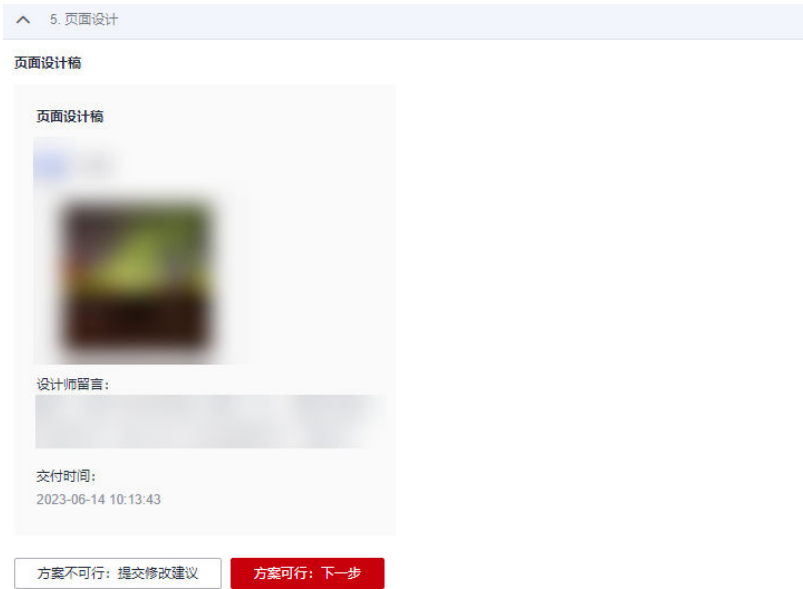 5. 页面设计
页面设计稿
页面设计稿
设计师留言：
交付时间：
2023-06-14 10:13:43
方案不可行：提交修改建议
方案可行：下一步